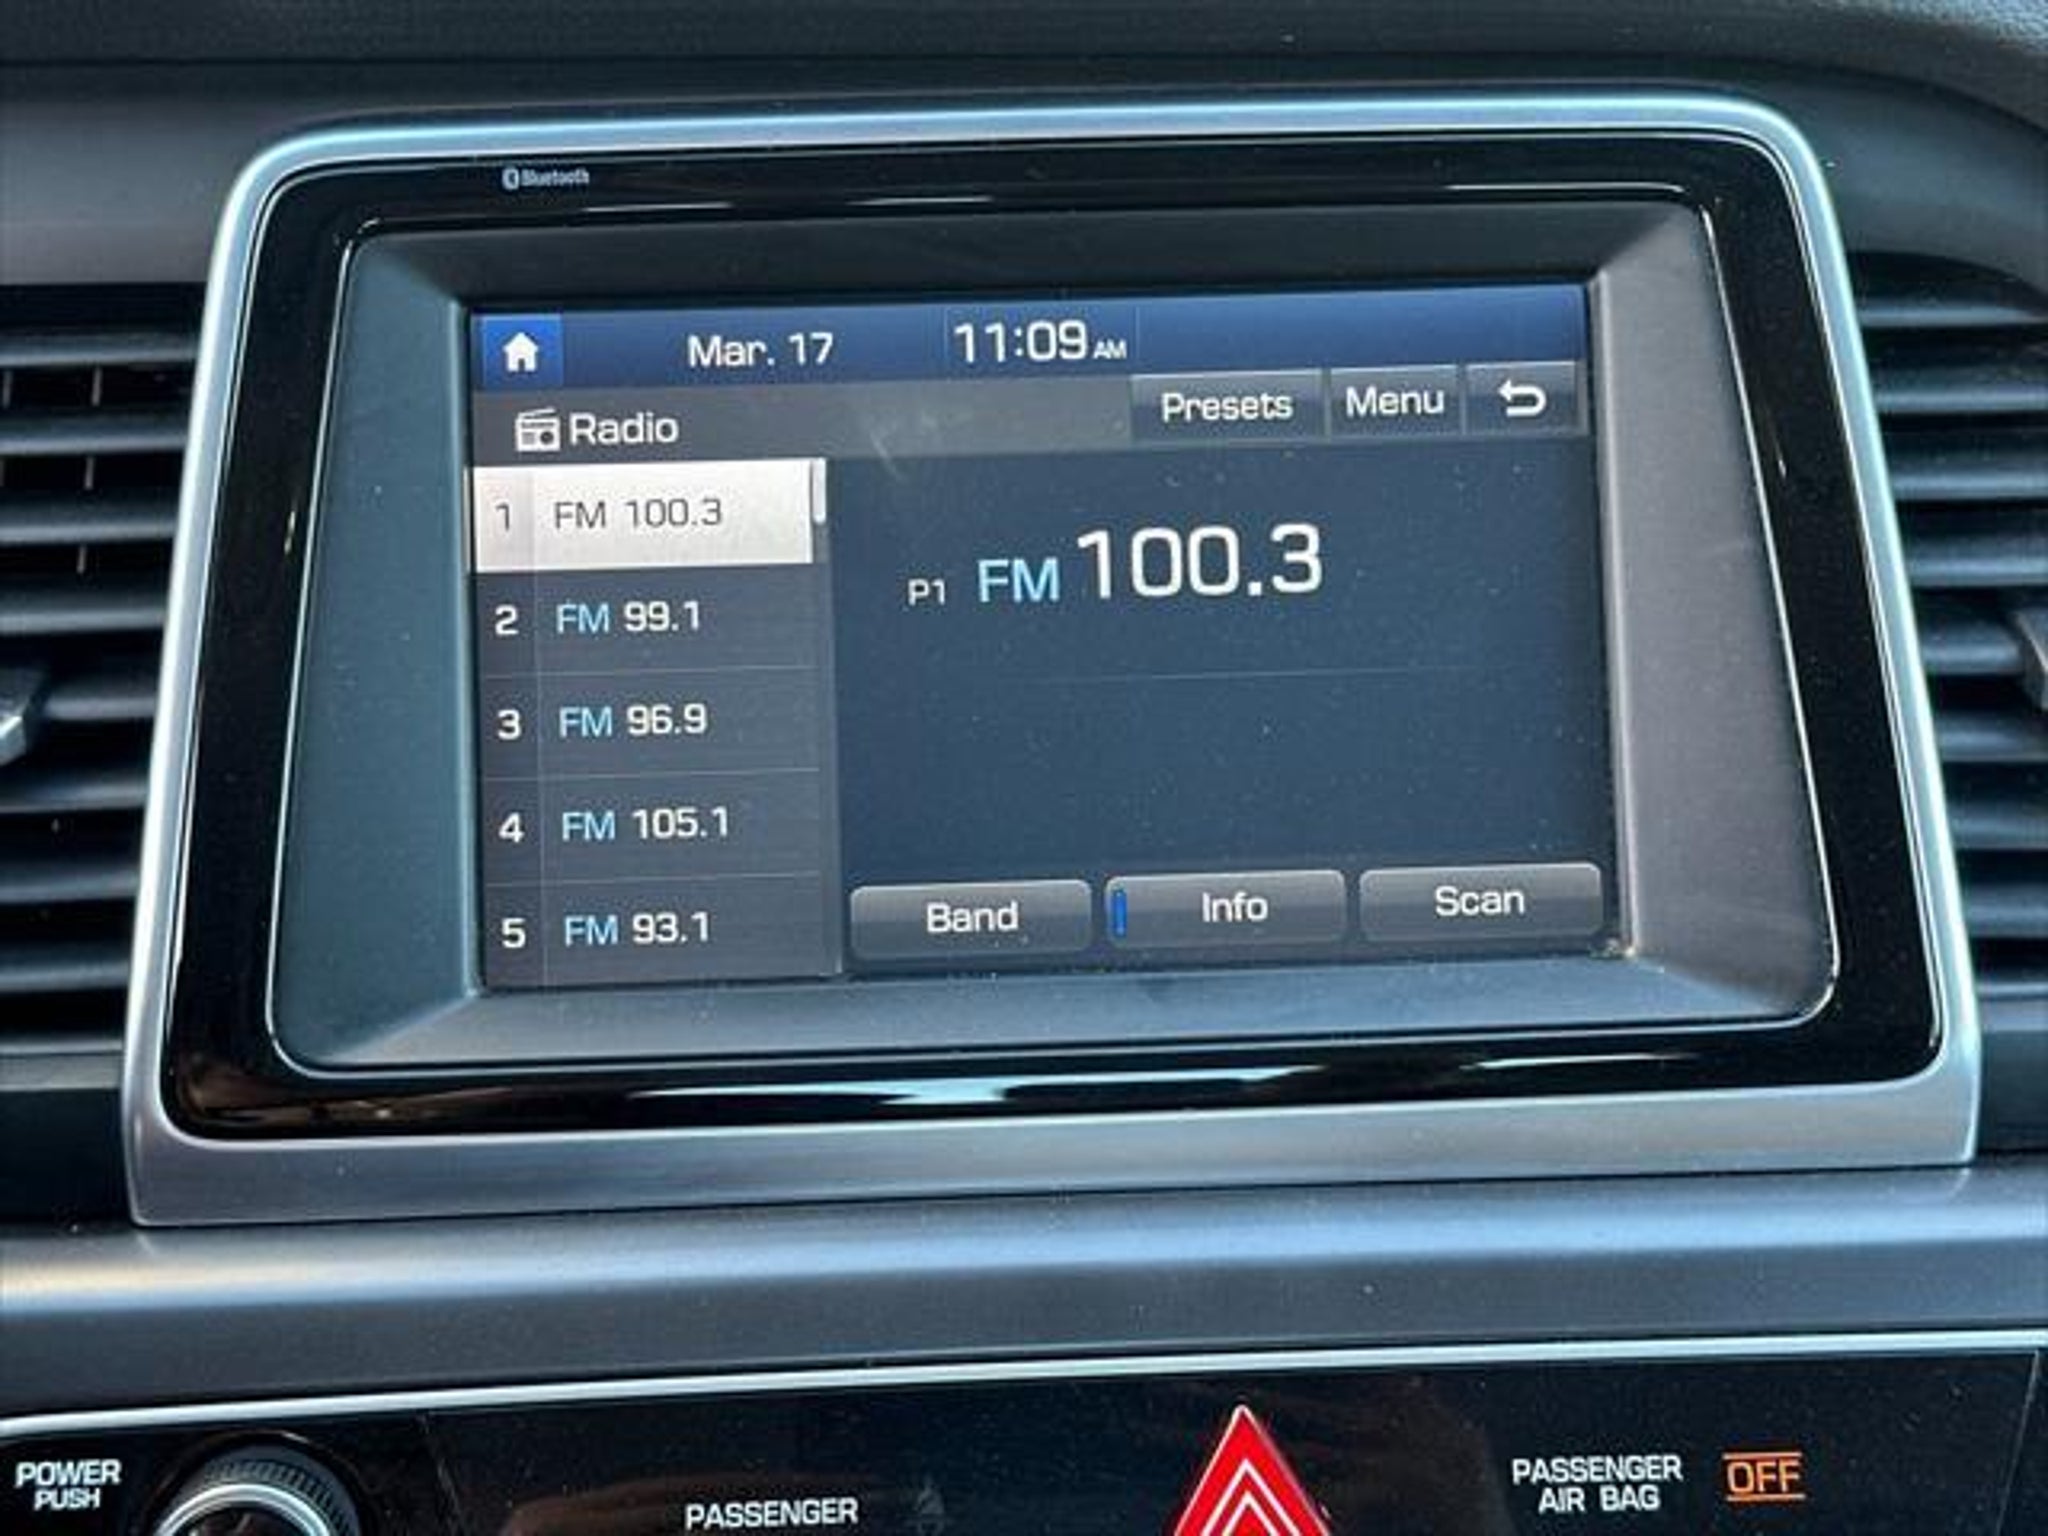 Bluetooth
Mar. 17 11:09 AM
Radio Presets Menu
1 FM 100.3
P1 FM 100.3
2 FM 99.1
3 FM 96.9
4 FM 105.1
5 FM 93.1
Band Info Scan
POWER
PUSH
PASSENGER
PASSENGER
AIR BAG
OFF